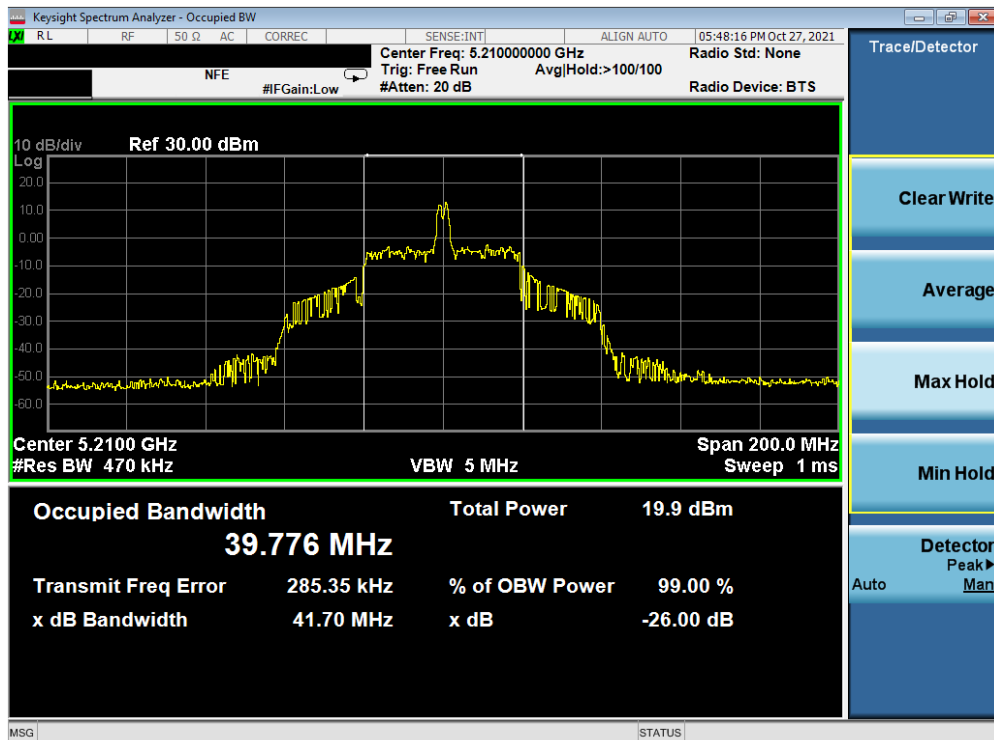 Keysight Spectrum Analyzer - Occupied BW
LXI RL RF 50 Ω AC CORREC SENSE:INT ALIGN AUTO 05:48:16 PM Oct 27, 2021
Center Freq: 5.210000000 GHz Radio Std: None
NFE Trig: Free Run Avg|Hold:>100/100
#IFGain:Low #Atten: 20 dB Radio Device: BTS
10 dB/div Ref 30.00 dBm
Log
20.0
10.0
0.00
-10.0
-20.0
-30.0
-40.0
-50.0
-60.0
Center 5.2100 GHz Span 200.0 MHz
#Res BW 470 kHz VBW 5 MHz Sweep 1 ms
Occupied Bandwidth Total Power 19.9 dBm
39.776 MHz
Transmit Freq Error 285.35 kHz % of OBW Power 99.00 %
x dB Bandwidth 41.70 MHz x dB -26.00 dB
MSG STATUS
Trace/Detector
Clear Write
Average
Max Hold
Min Hold
Detector
Peak▶
Auto Man